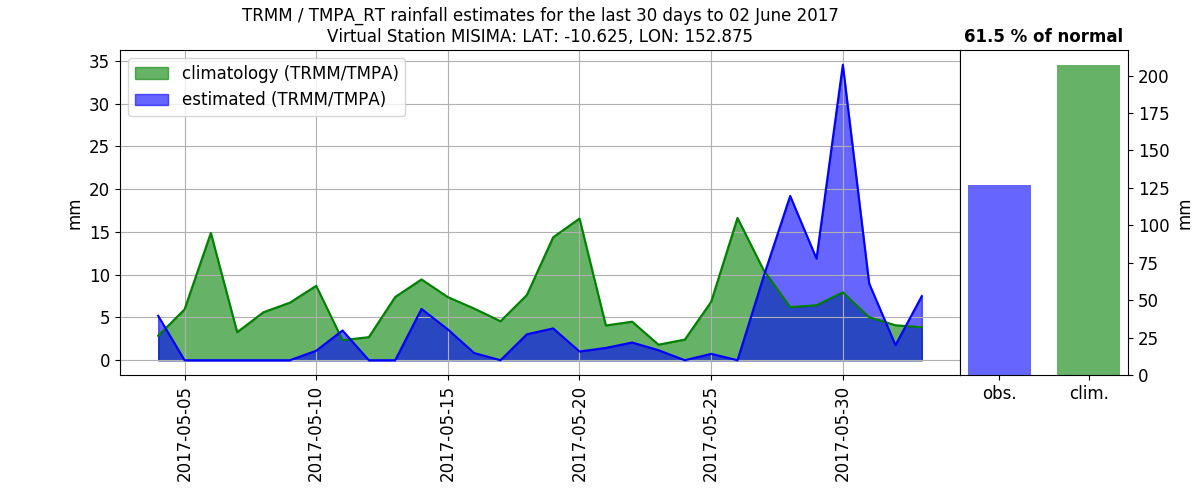 TRMM / TMPA_RT rainfall estimates for the last 30 days to 02 June 2017
Virtual Station MISIMA: LAT: -10.625, LON: 152.875
61.5 % of normal
climatology (TRMM/TMPA)
estimated (TRMM/TMPA)
35
30
25
20
15
10
5
0
mm
2017-05-05
2017-05-10
2017-05-15
2017-05-20
2017-05-25
2017-05-30
200
175
150
125
100
75
50
25
0
mm
obs.
clim.